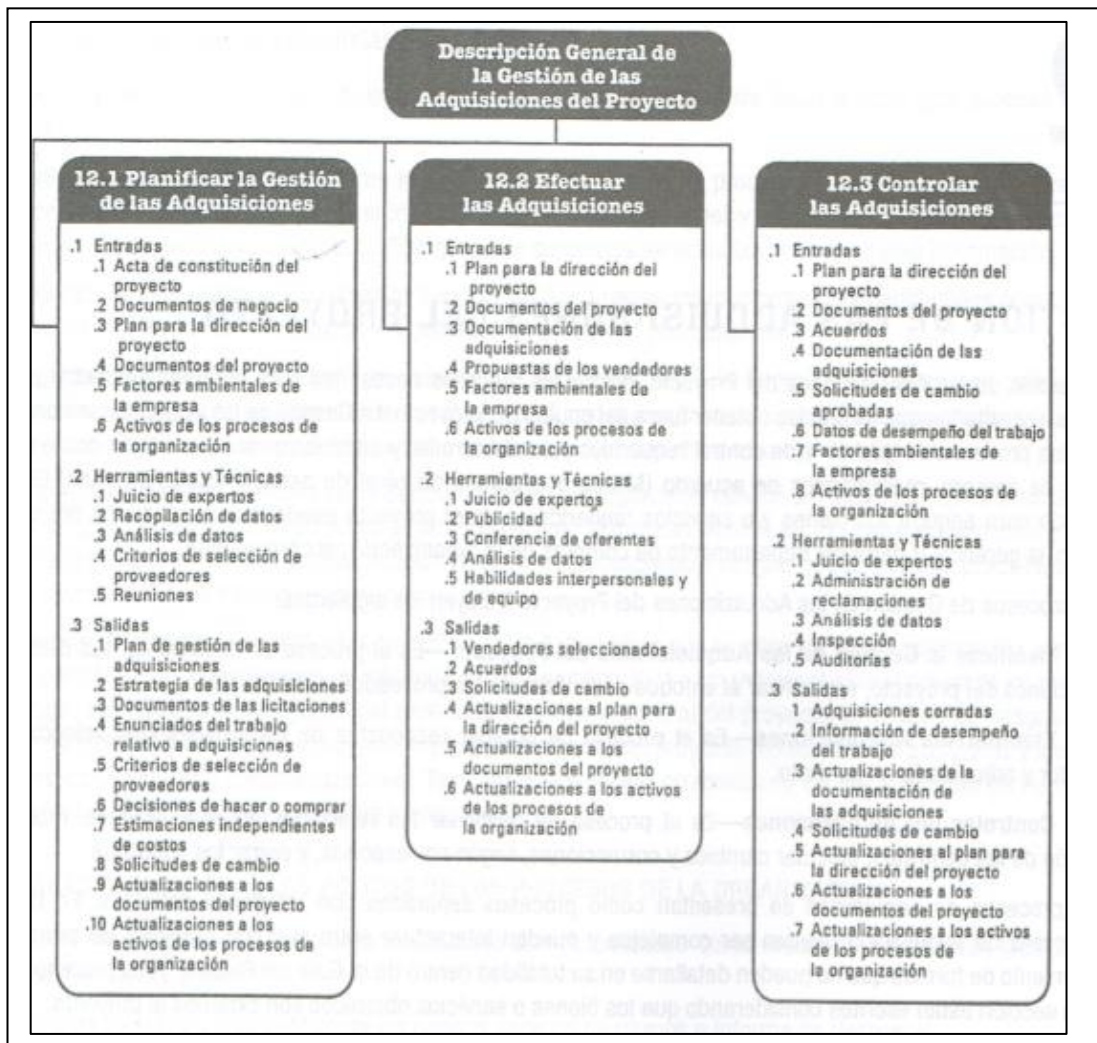 Descripción General de
la Gestión de las
Adquisiciones del Proyecto
12.1 Planificar la Gestión
de las Adquisiciones
.1 Entradas
.1 Acta de constitución del
proyecto
.2 Documentos de negocio
.3 Plan para la dirección del
proyecto
.4 Documentos del proyecto
.5 Factores ambientales de
la empresa
.6 Activos de los procesos de
la organización
.2 Herramientas y Técnicas
.1 Juicio de expertos
.2 Recopilación de datos
.3 Análisis de datos
.4 Criterios de selección de
proveedores
.5 Reuniones
.3 Salidas
.1 Plan de gestión de las
adquisiciones
.2 Estrategia de las adquisiciones
.3 Documentos de las licitaciones
.4 Enunciados del trabajo
relativo a adquisiciones
.5 Criterios de selección de
proveedores
.6 Decisiones de hacer o comprar
.7 Estimaciones independientes
de costos
.8 Solicitudes de cambio
.9 Actualizaciones a los
documentos del proyecto
.10 Actualizaciones a los
activos de los procesos de
la organización
12.2 Efectuar
las Adquisiciones
.1 Entradas
.1 Plan para la dirección del
proyecto
.2 Documentos del proyecto
.3 Documentación de las
adquisiciones
.4 Propuestas de los vendedores
.5 Factores ambientales de
la empresa
.6 Activos de los procesos de
la organización
.2 Herramientas y Técnicas
.1 Juicio de expertos
.2 Publicidad
.3 Conferencia de oferentes
.4 Análisis de datos
.5 Habilidades interpersonales y
de equipo
.3 Salidas
.1 Vendedores seleccionados
.2 Acuerdos
.3 Solicitudes de cambio
.4 Actualizaciones al plan para
la dirección del proyecto
.5 Actualizaciones a los
documentos del proyecto
.6 Actualizaciones a los activos
de los procesos de
la organización
12.3 Controlar
las Adquisiciones
.1 Entradas
.1 Plan para la dirección del
proyecto
.2 Documentos del proyecto
.3 Acuerdos
.4 Documentación de las
adquisiciones
.5 Solicitudes de cambio
aprobadas
.6 Datos de desempeño del trabajo
.7 Factores ambientales de
la empresa
.8 Activos de los procesos de
la organización
.2 Herramientas y Técnicas
.1 Juicio de expertos
.2 Administración de
reclamaciones
.3 Análisis de datos
.4 Inspección
.5 Auditorías
.3 Salidas
.1 Adquisiciones corradas
.2 Información de desempeño
del trabajo
.3 Actualizaciones de la
documentación de
las adquisiciones
.4 Solicitudes de cambio
.5 Actualizaciones al plan para
la dirección del proyecto
.6 Actualizaciones a los
documentos del proyecto
.7 Actualizaciones a los activos
de los procesos de
la organización